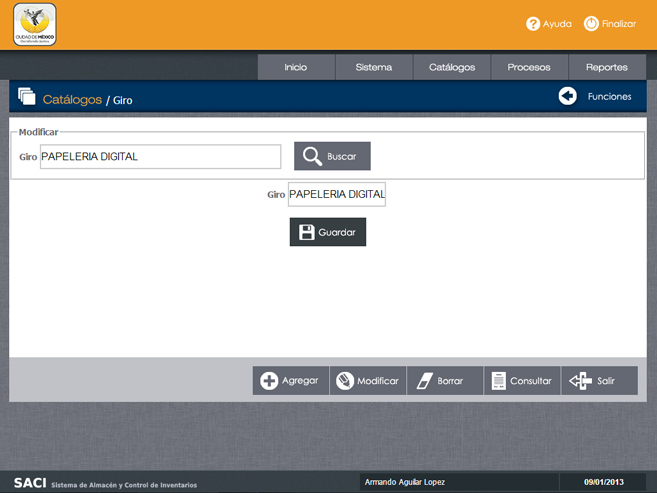 CIUDAD DE MÉXICO
Ayuda
Finalizar
Inicio
Sistema
Catálogos
Procesos
Reportes
Catálogos / Giro
Funciones
Modificar
Giro PAPELERIA DIGITAL
Buscar
Giro PAPELERIA DIGITAL
Guardar
Agregar
Modificar
Borrar
Consultar
Salir
SACI Sistema de Almacén y Control de Inventarios
Armando Aguilar Lopez
09/01/2013